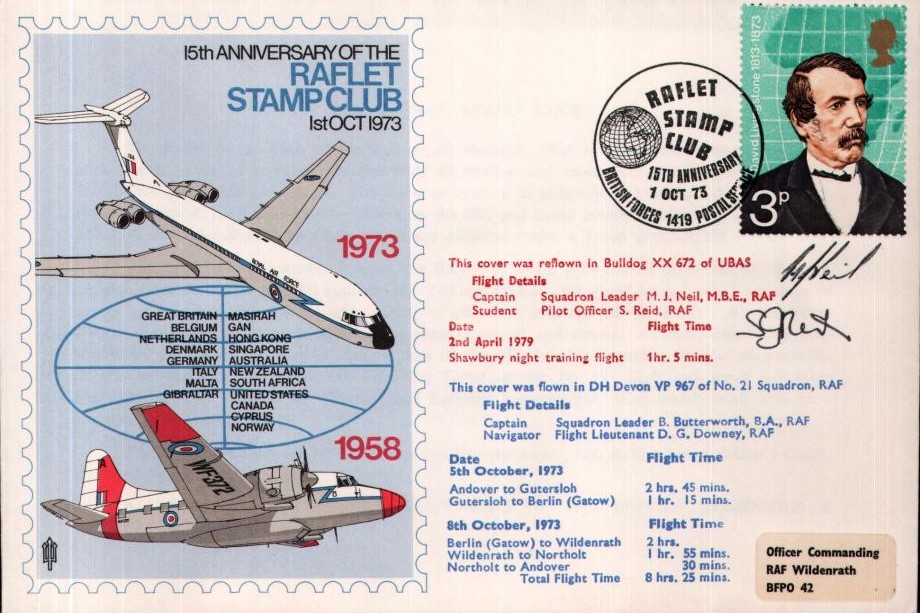 15th ANNIVERSARY OF THE
RAFLET
STAMP CLUB
1st OCT 1973
1973
ROYAL AIR FORCE
GREAT BRITAIN
BELGIUM
NETHERLANDS
DENMARK
GERMANY
ITALY
MALTA
GIBRALTAR
MASIRAH
GAN
HONG KONG
SINGAPORE
AUSTRALIA
NEW ZEALAND
SOUTH AFRICA
UNITED STATES
CANADA
CYPRUS
NORWAY
1958
A
WF372
RAFLET
STAMP
CLUB
15TH ANNIVERSARY
1 OCT 73
BRITISH FORCES 1419 POSTAL SERVICE
David Livingstone 1813-1873
3P
This cover was reflown in Bulldog XX 672 of UBAS
Flight Details
Captain Squadron Leader M. J. Neil, M.B.E., RAF
Student Pilot Officer S. Reid, RAF
Date Flight Time
2nd April 1979
Shawbury night training flight 1hr. 5 mins.
This cover was flown in DH Devon VP 967 of No. 21 Squadron, RAF
Flight Details
Captain Squadron Leader B. Butterworth, B.A., RAF
Navigator Flight Lieutenant D. G. Downey, RAF
Date Flight Time
5th October, 1973
Andover to Gutersloh 2 hrs. 45 mins.
Gutersloh to Berlin (Gatow) 1 hr. 15 mins.
8th October, 1973 Flight Time
Berlin (Gatow) to Wildenrath 2 hrs.
Wildenrath to Northolt 1 hr. 55 mins.
Northolt to Andover 30 mins.
Total Flight Time 8 hrs. 25 mins.
Officer Commanding
RAF Wildenrath
BFPO 42